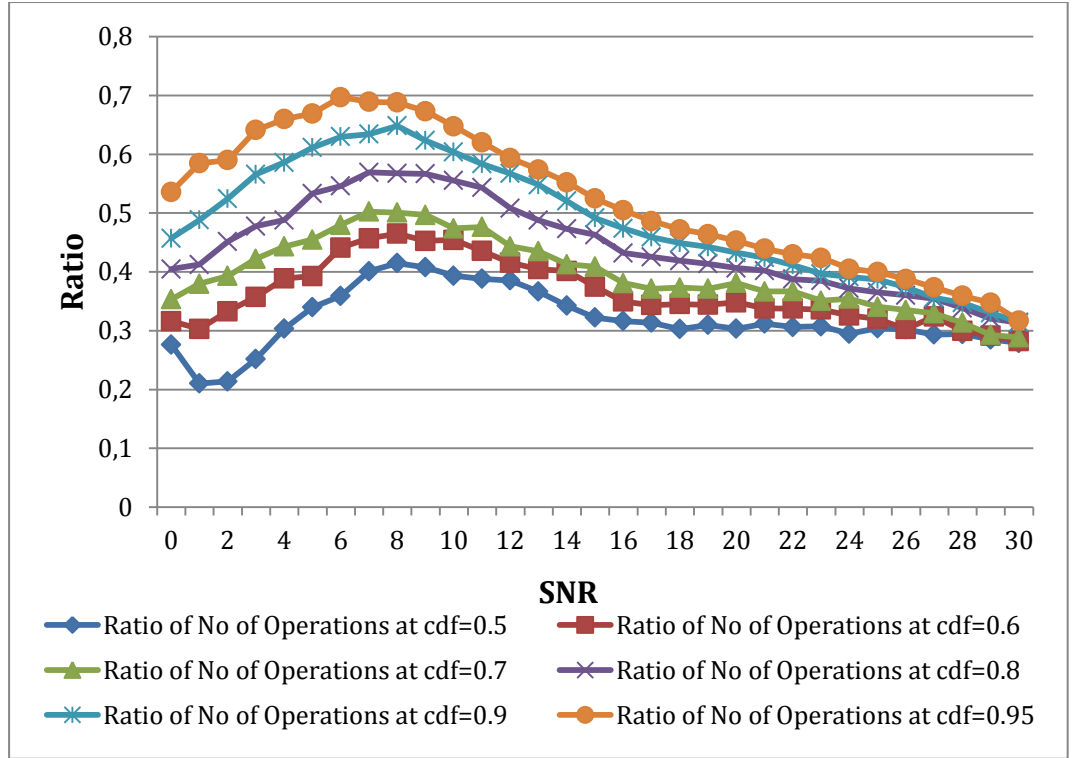 0,8
0,7
0,6
0,5
0,4
0,3
0,2
0,1
0
Ratio
0 2 4 6 8 10 12 14 16 18 20 22 24 26 28 30
SNR
Ratio of No of Operations at cdf=0.5 Ratio of No of Operations at cdf=0.6
Ratio of No of Operations at cdf=0.7 Ratio of No of Operations at cdf=0.8
Ratio of No of Operations at cdf=0.9 Ratio of No of Operations at cdf=0.95